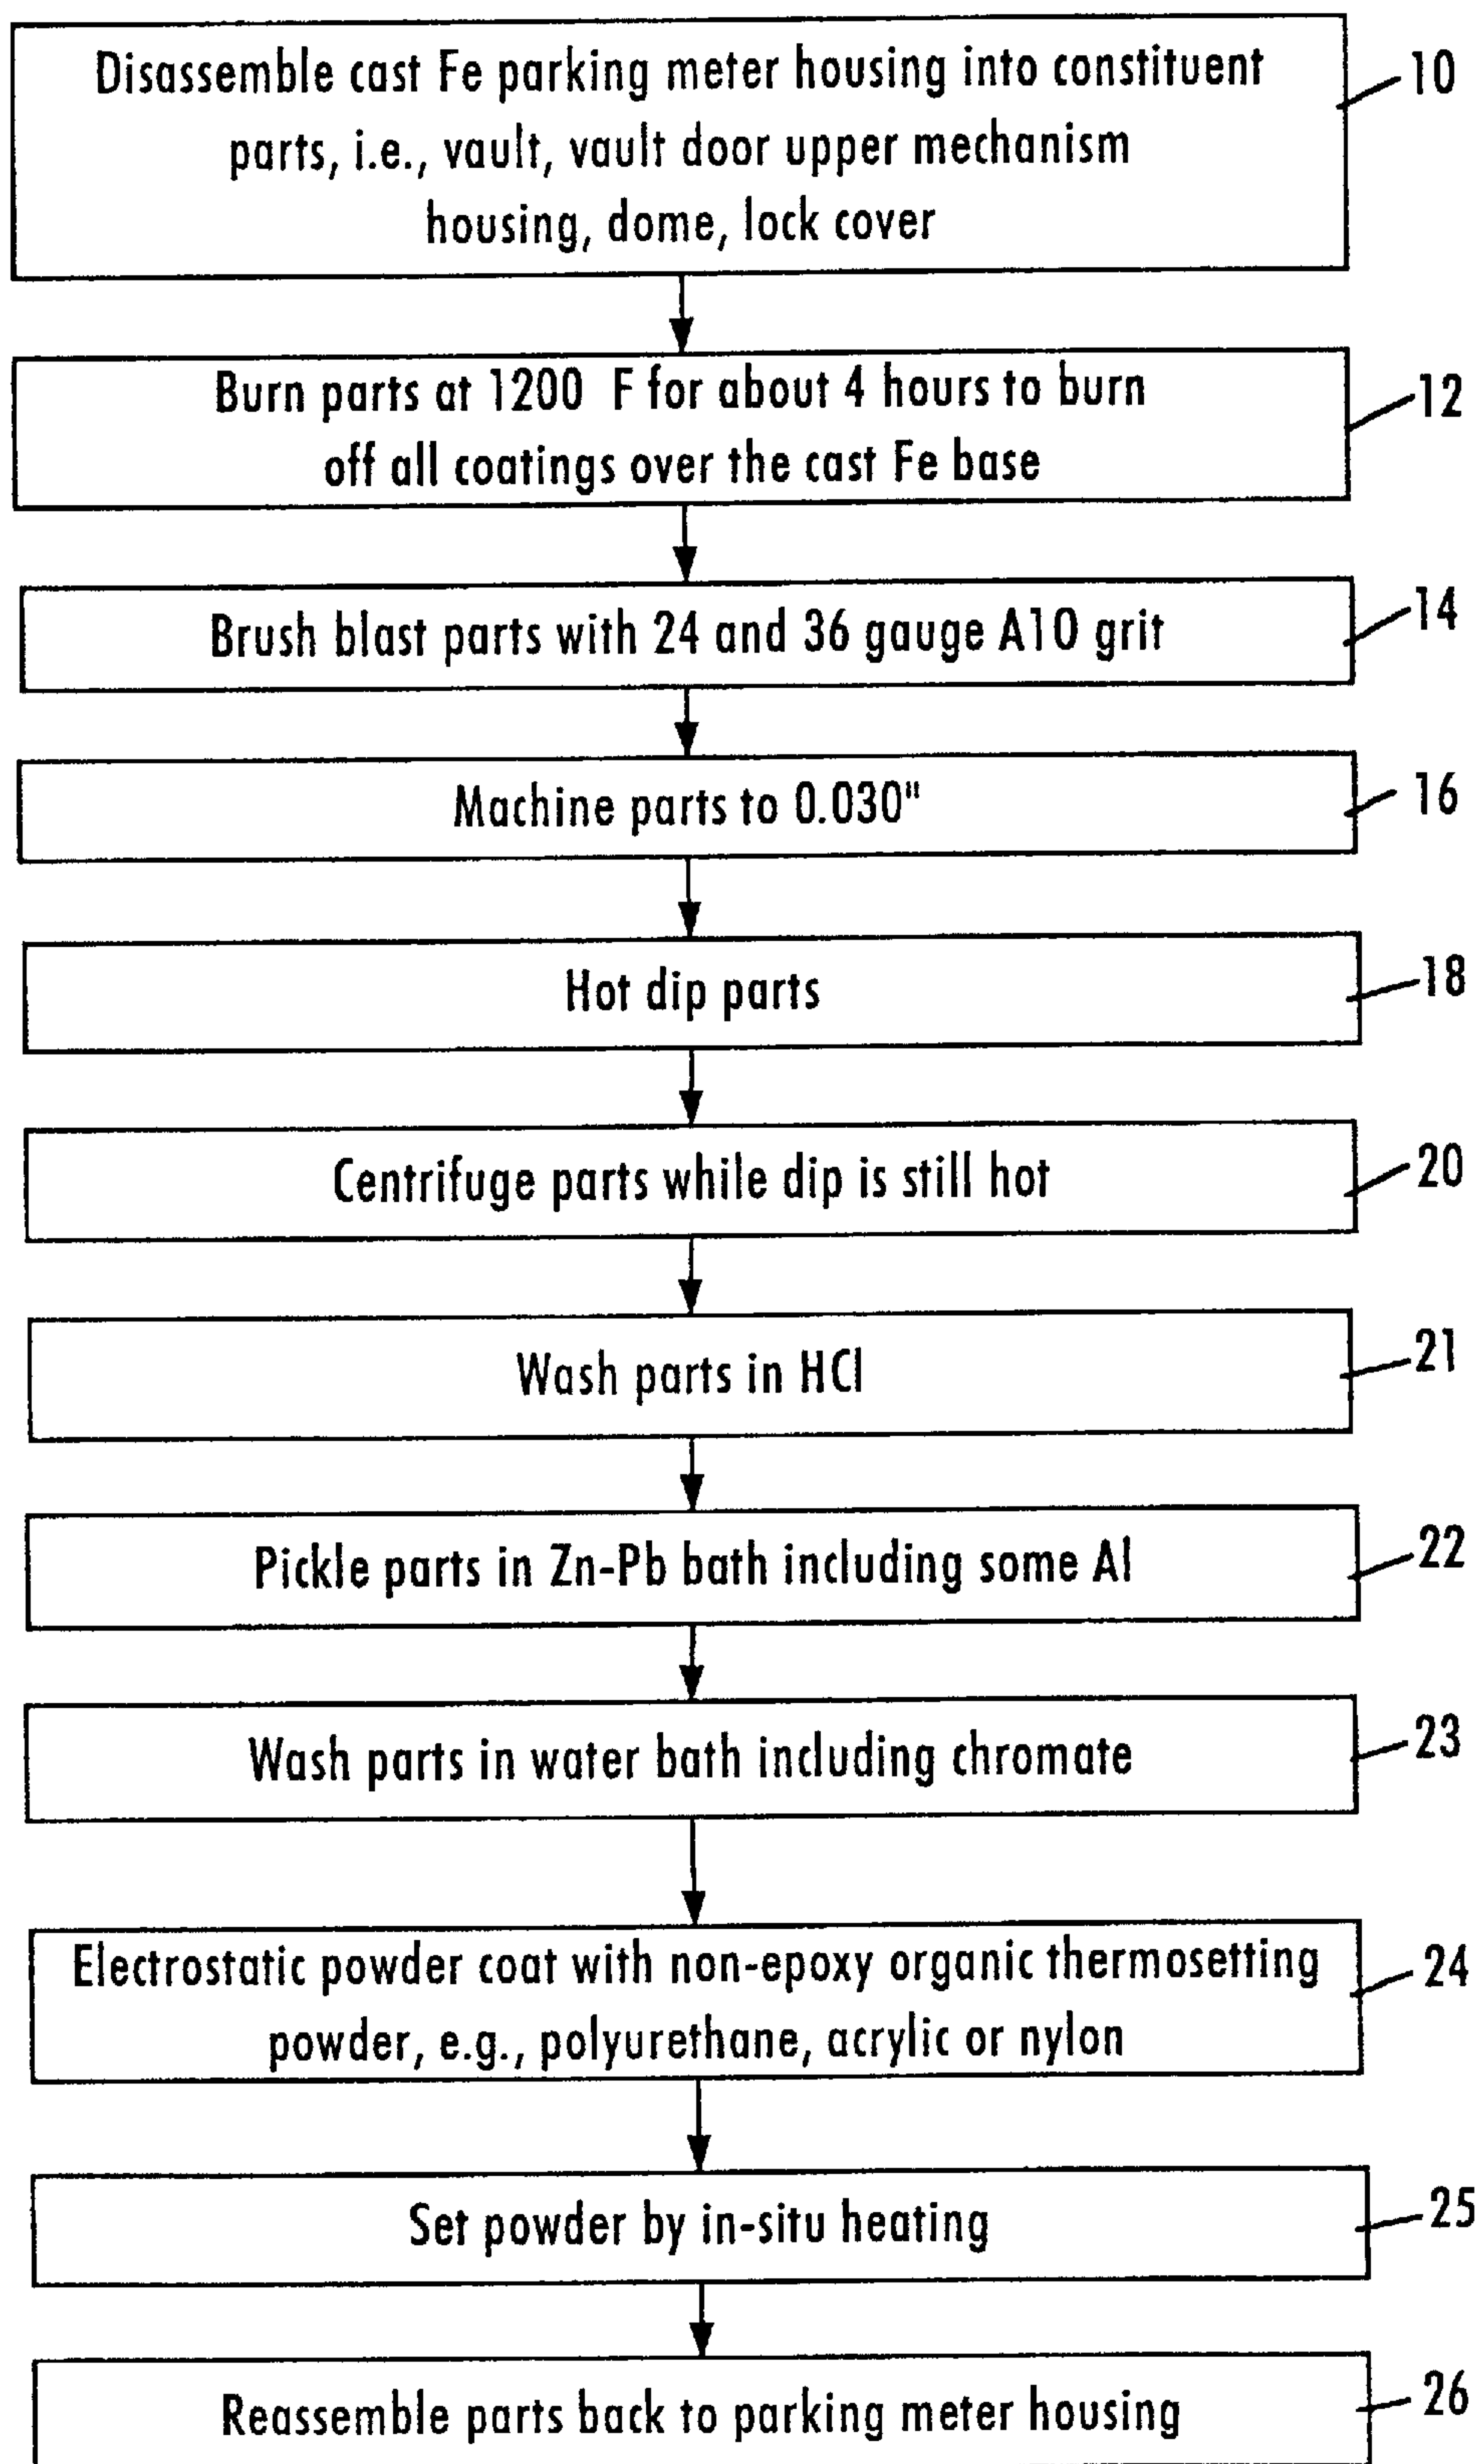 Disassemble cast Fe parking meter housing into constituent
parts, i.e., vault, vault door upper mechanism
housing, dome, lock cover
10
Burn parts at 1200 F for about 4 hours to burn
off all coatings over the cast Fe base
12
Brush blast parts with 24 and 36 gauge A1O grit
14
Machine parts to 0.030"
16
Hot dip parts
18
Centrifuge parts while dip is still hot
20
Wash parts in HCl
21
Pickle parts in Zn-Pb bath including some Al
22
Wash parts in water bath including chromate
23
Electrostatic powder coat with non-epoxy organic thermosetting
powder, e.g., polyurethane, acrylic or nylon
24
Set powder by in-situ heating
25
Reassemble parts back to parking meter housing
26